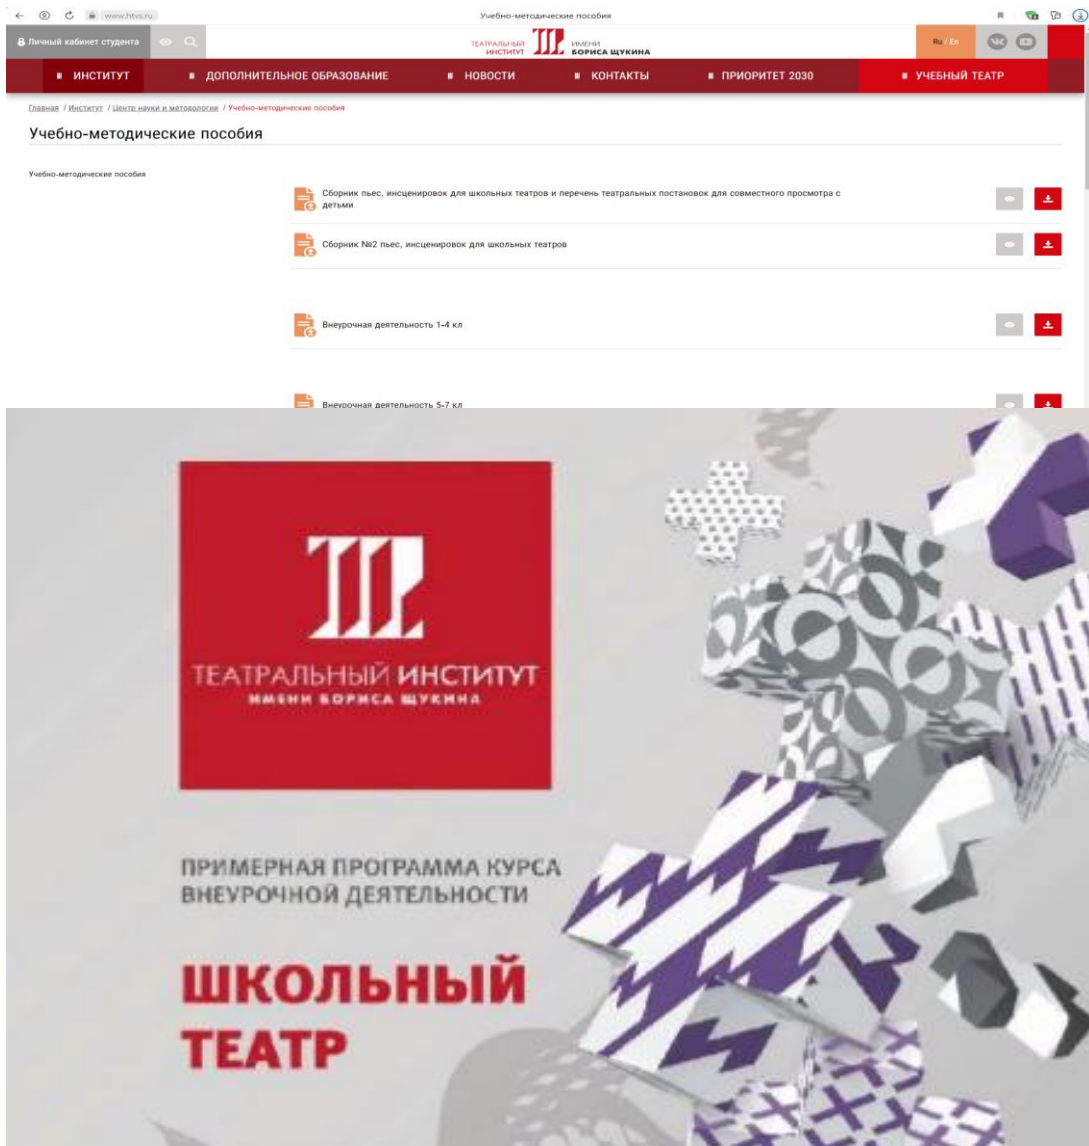 www.htvs.ru
Учебно-методические пособия
Личный кабинет студента
ТЕАТРАЛЬНЫЙ
ИНСТИТУТ
ИМЕНИ
БОРИСА ЩУКИНА
Ru / En
ИНСТИТУТ
ДОПОЛНИТЕЛЬНОЕ ОБРАЗОВАНИЕ
НОВОСТИ
КОНТАКТЫ
ПРИОРИТЕТ 2030
УЧЕБНЫЙ ТЕАТР
Главная / Институт / Центр науки и методологии / Учебно-методические пособия
Учебно-методические пособия
Учебно-методические пособия
Сборник пьес, инсценировок для школьных театров и перечень театральных постановок для совместного просмотра с
детьми
Сборник №2 пьес, инсценировок для школьных театров
Внеурочная деятельность 1-4 кл
Внеурочная деятельность 5-7 кл
ТЕАТРАЛЬНЫЙ ИНСТИТУТ
ИМЕНИ БОРИСА ЩУКИНА
ПРИМЕРНАЯ ПРОГРАММА КУРСА
ВНЕУРОЧНОЙ ДЕЯТЕЛЬНОСТИ
ШКОЛЬНЫЙ
ТЕАТР